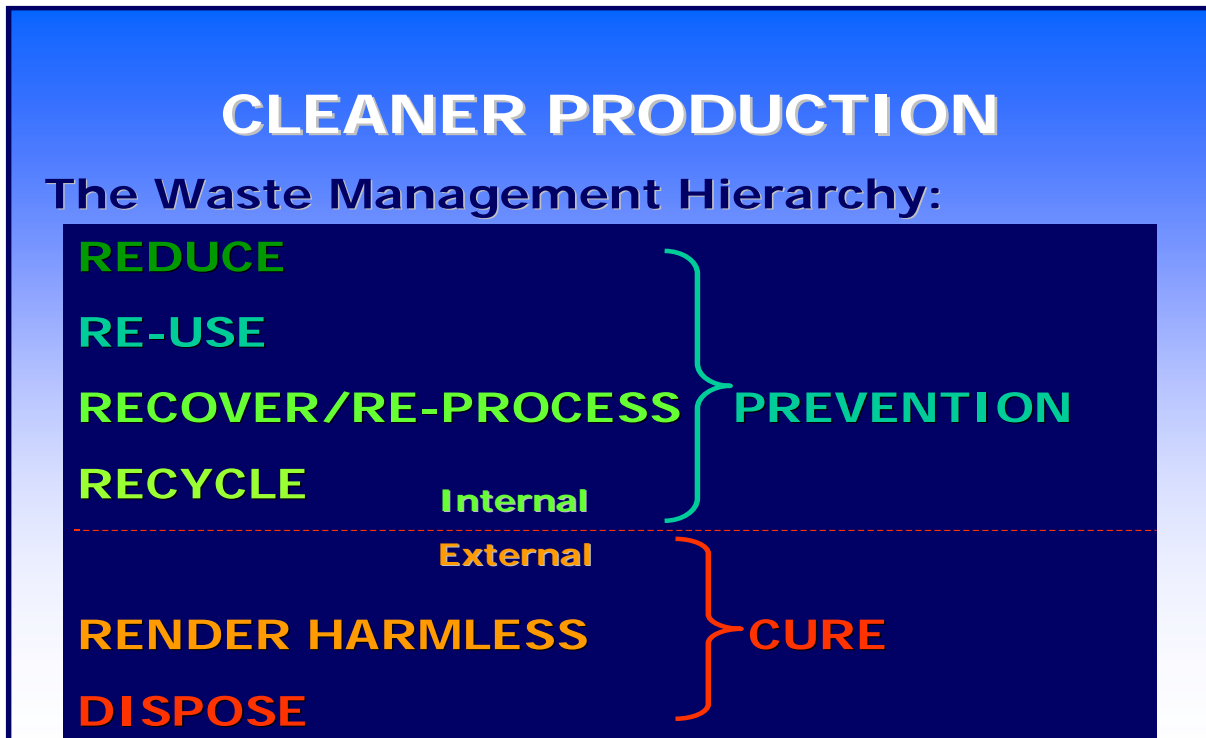 CLEANER PRODUCTION
The Waste Management Hierarchy:
REDUCE
RE-USE
RECOVER/RE-PROCESS
PREVENTION
RECYCLE
Internal
External
RENDER HARMLESS
CURE
DISPOSE